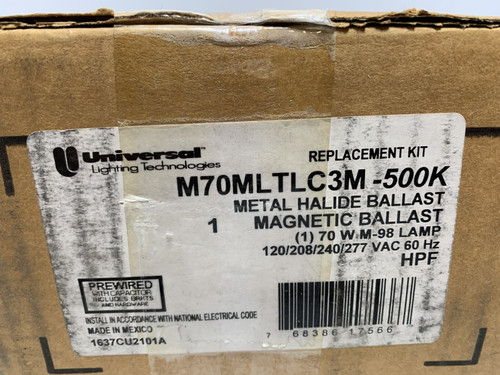 Universal
Lighting Technologies
REPLACEMENT KIT
M70MLTLC3M -500K
METAL HALIDE BALLAST
1 MAGNETIC BALLAST
(1) 70 W M-98 LAMP
120/208/240/277 VAC 60 Hz
HPF
PREWIRED
WITH CAPACITOR
INCLUDES BRKTS
AND HARDWARE
INSTALL IN ACCORDANCE WITH NATIONAL ELECTRICAL CODE
MADE IN MEXICO
1637CU2101A
7 68386 17566